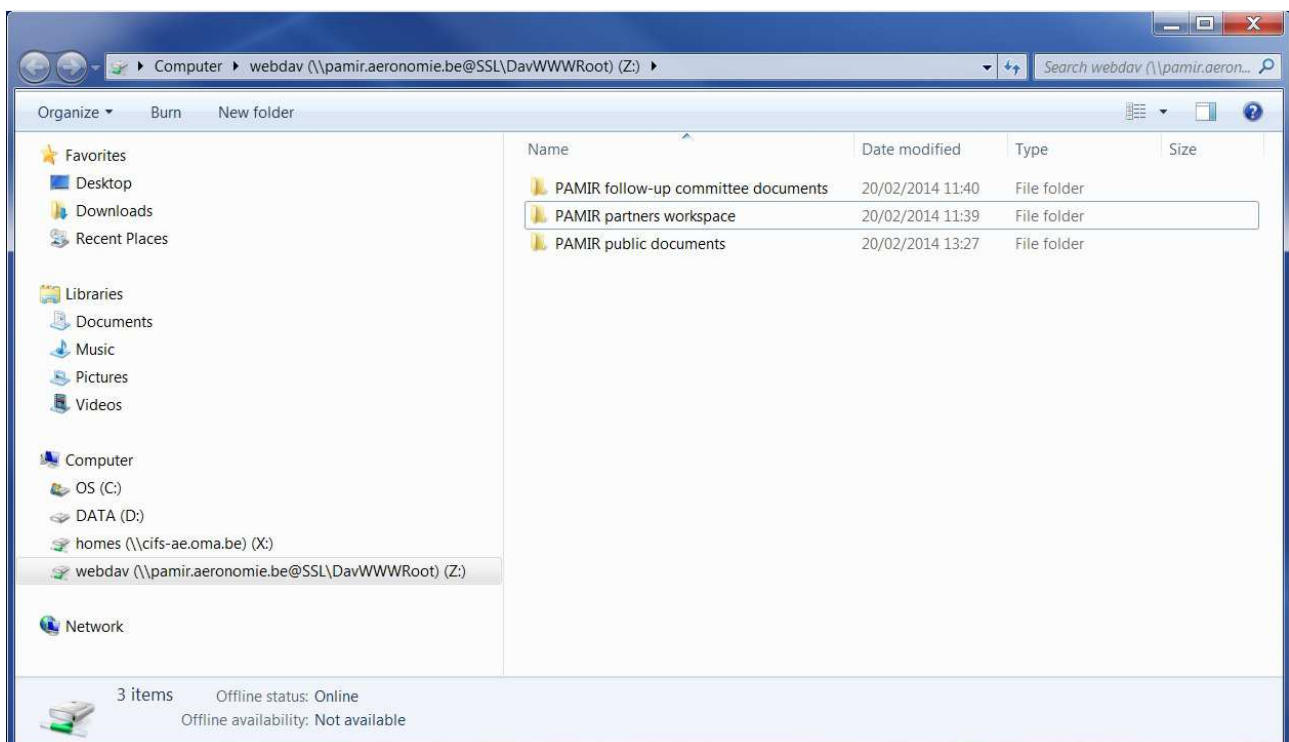 Computer ▸ webdav (\\pamir.aeronomie.be@SSL\DavWWWRoot) (Z:) ▸
Search webdav (\\pamir.aeron...
Organize Burn New folder
Favorites
Desktop
Downloads
Recent Places
Libraries
Documents
Music
Pictures
Videos
Computer
OS (C:)
DATA (D:)
homes (\\cifs-ae.oma.be) (X:)
webdav (\\pamir.aeronomie.be@SSL\DavWWWRoot) (Z:)
Network
Name Date modified Type Size
PAMIR follow-up committee documents 20/02/2014 11:40 File folder
PAMIR partners workspace 20/02/2014 11:39 File folder
PAMIR public documents 20/02/2014 13:27 File folder
3 items Offline status: Online
Offline availability: Not available